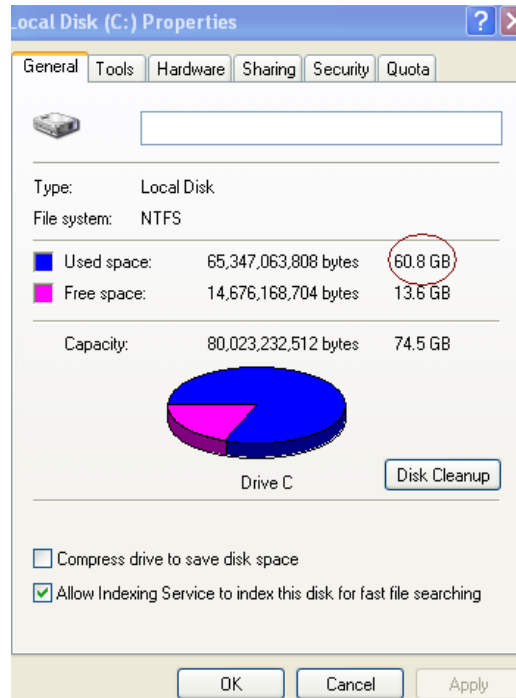 Local Disk (C:) Properties
General Tools Hardware Sharing Security Quota
Type: Local Disk
File system: NTFS
Used space: 65,347,063,808 bytes 60.8 GB
Free space: 14,676,168,704 bytes 13.6 GB
Capacity: 80,023,232,512 bytes 74.5 GB
Drive C
Disk Cleanup
Compress drive to save disk space
Allow Indexing Service to index this disk for fast file searching
OK Cancel Apply